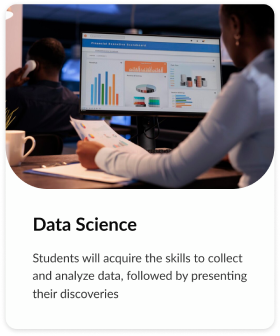 Data Science
Students will acquire the skills to collect
and analyze data, followed by presenting
their discoveries